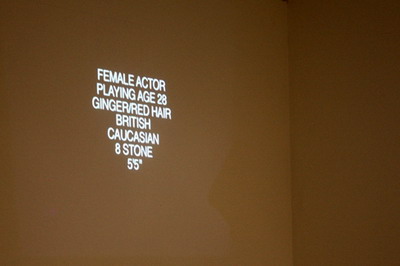 FEMALE ACTOR
PLAYING AGE 28
GINGER/RED HAIR
BRITISH
CAUCASIAN
8 STONE
5'5"